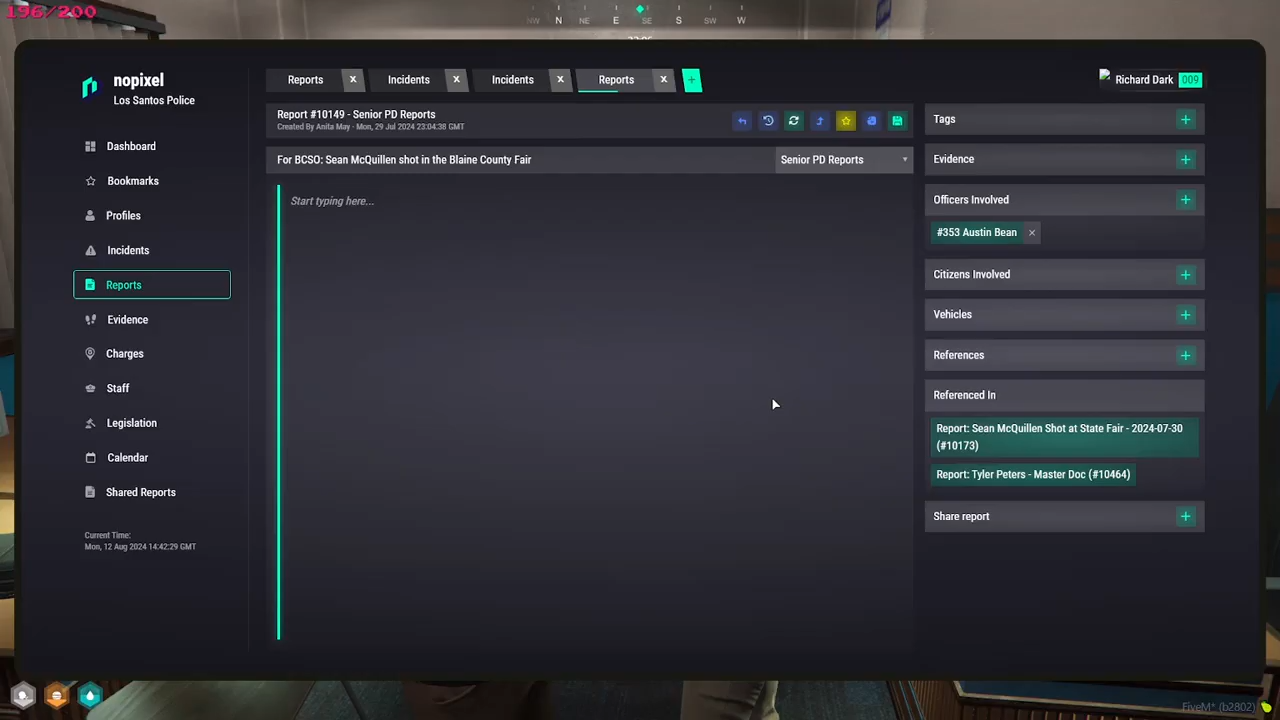 196/200
NW N NE E SE S SW W
nopixel
Los Santos Police
Reports x Incidents x Incidents x Reports x +
Richard Dark 009
Report #10149 - Senior PD Reports
Created By Anita May - Mon, 29 Jul 2024 23:04:38 GMT
For BCSO: Sean McQuillen shot in the Blaine County Fair
Senior PD Reports
Start typing here...
Dashboard
Bookmarks
Profiles
Incidents
Reports
Evidence
Charges
Staff
Legislation
Calendar
Shared Reports
Current Time:
Mon, 12 Aug 2024 14:42:29 GMT
Tags +
Evidence +
Officers Involved +
#353 Austin Bean x
Citizens Involved +
Vehicles +
References +
Referenced In
Report: Sean McQuillen Shot at State Fair - 2024-07-30
(#10173)
Report: Tyler Peters - Master Doc (#10464)
Share report +
FiveM* (b2802)